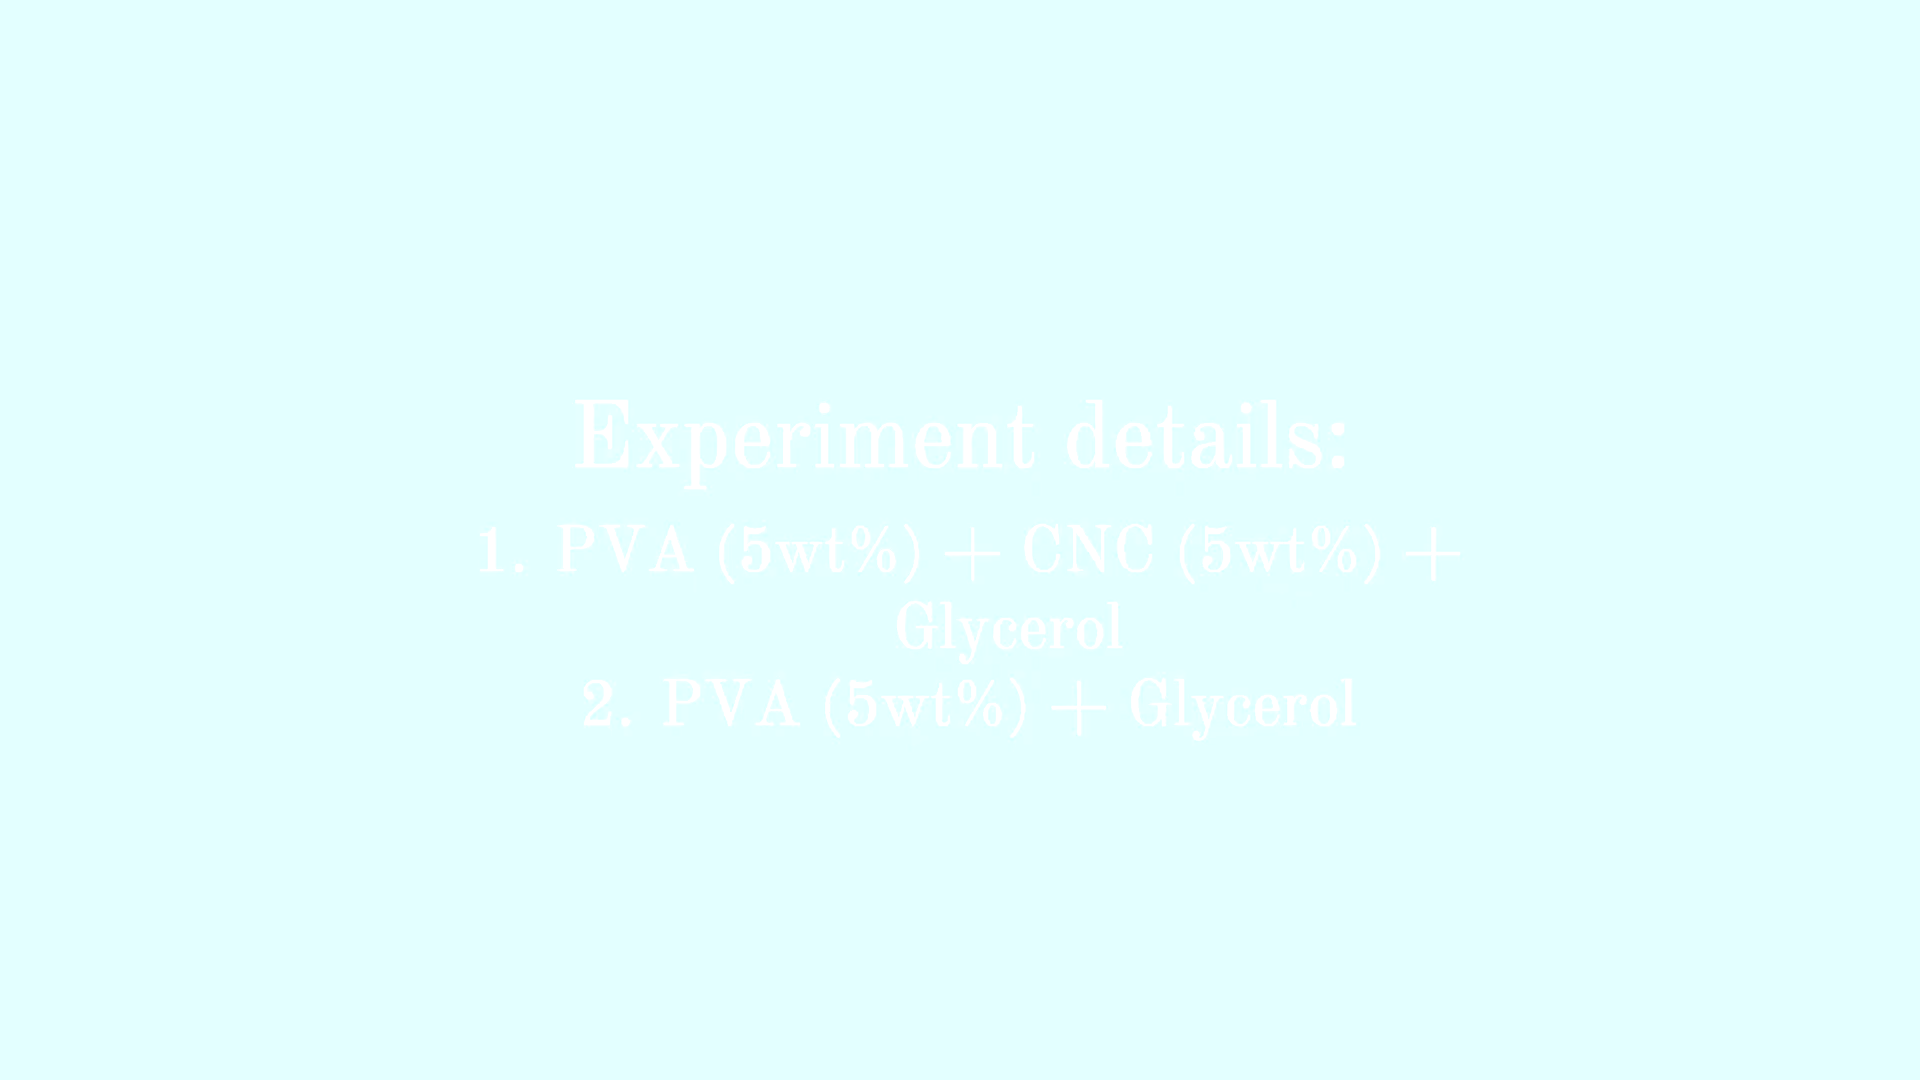 Experiment details:
1. PVA (5wt%) + CNC (5wt%) +
Glycerol
2. PVA (5wt%) + Glycerol